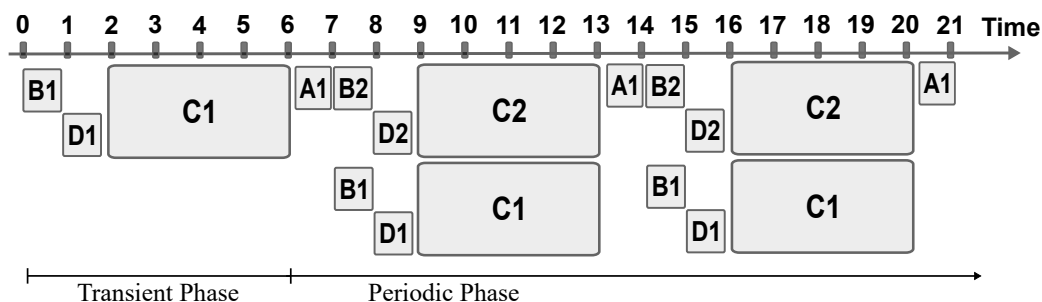 0 1 2 3 4 5 6 7 8 9 10 11 12 13 14 15 16 17 18 19 20 21 Time
B1 C1 A1 B2 C2 A1 B2 C2 A1
D1 D2 D2
B1 C1 B1 C1
D1 D1
Transient Phase Periodic Phase